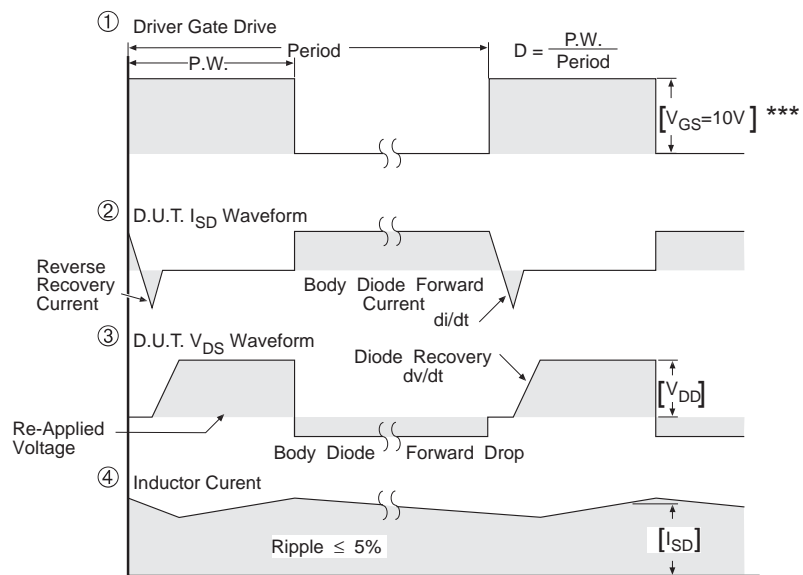 ① Driver Gate Drive
Period
P.W.
D = P.W.
Period
[VGS=10V] ***
② D.U.T. ISD Waveform
Reverse
Recovery
Current
Body Diode Forward
Current
di/dt
③ D.U.T. VDS Waveform
Diode Recovery
dv/dt
[VDD]
Re-Applied
Voltage
Body Diode Forward Drop
④ Inductor Curent
Ripple ≤ 5%
[ISD]